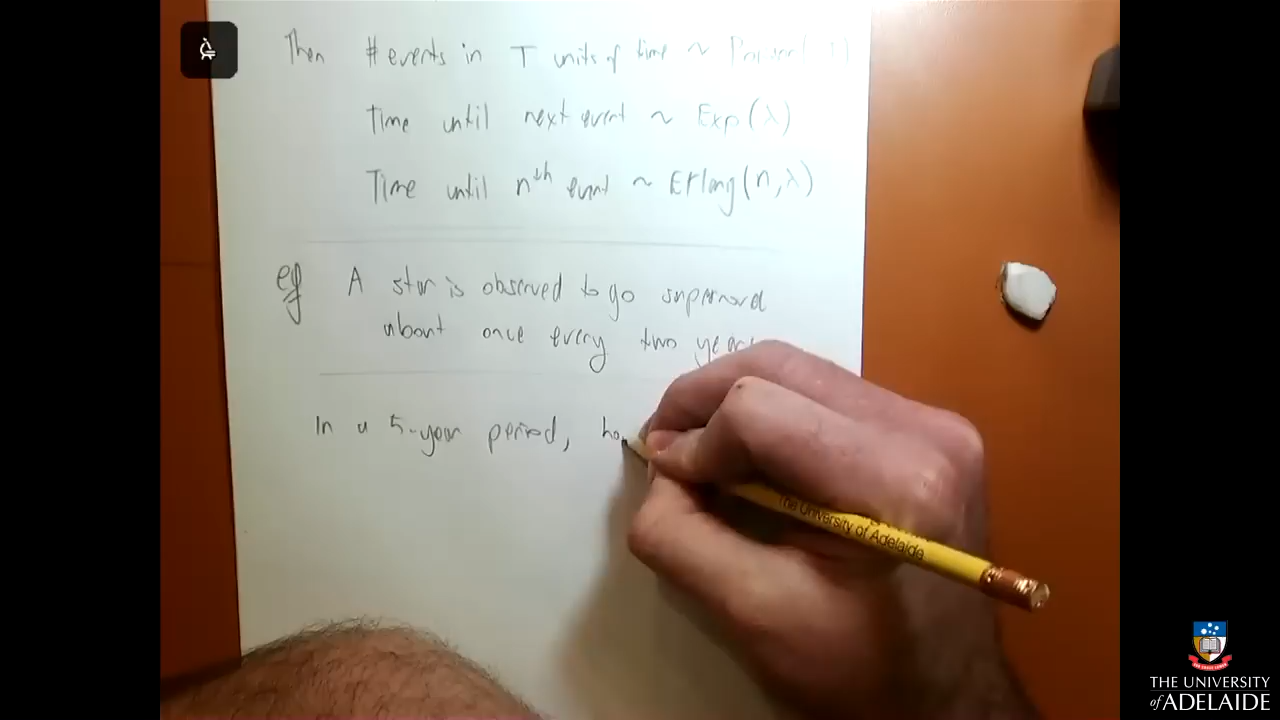 Then # events in T units of time ~
Time until next event ~ Exp(λ)
Time until nth event ~ Erlang(n,λ)
eg A star is observed to go supernova
about once every two years
In a 5-year period, ho
The University of Adelaide
THE UNIVERSITY
of ADELAIDE